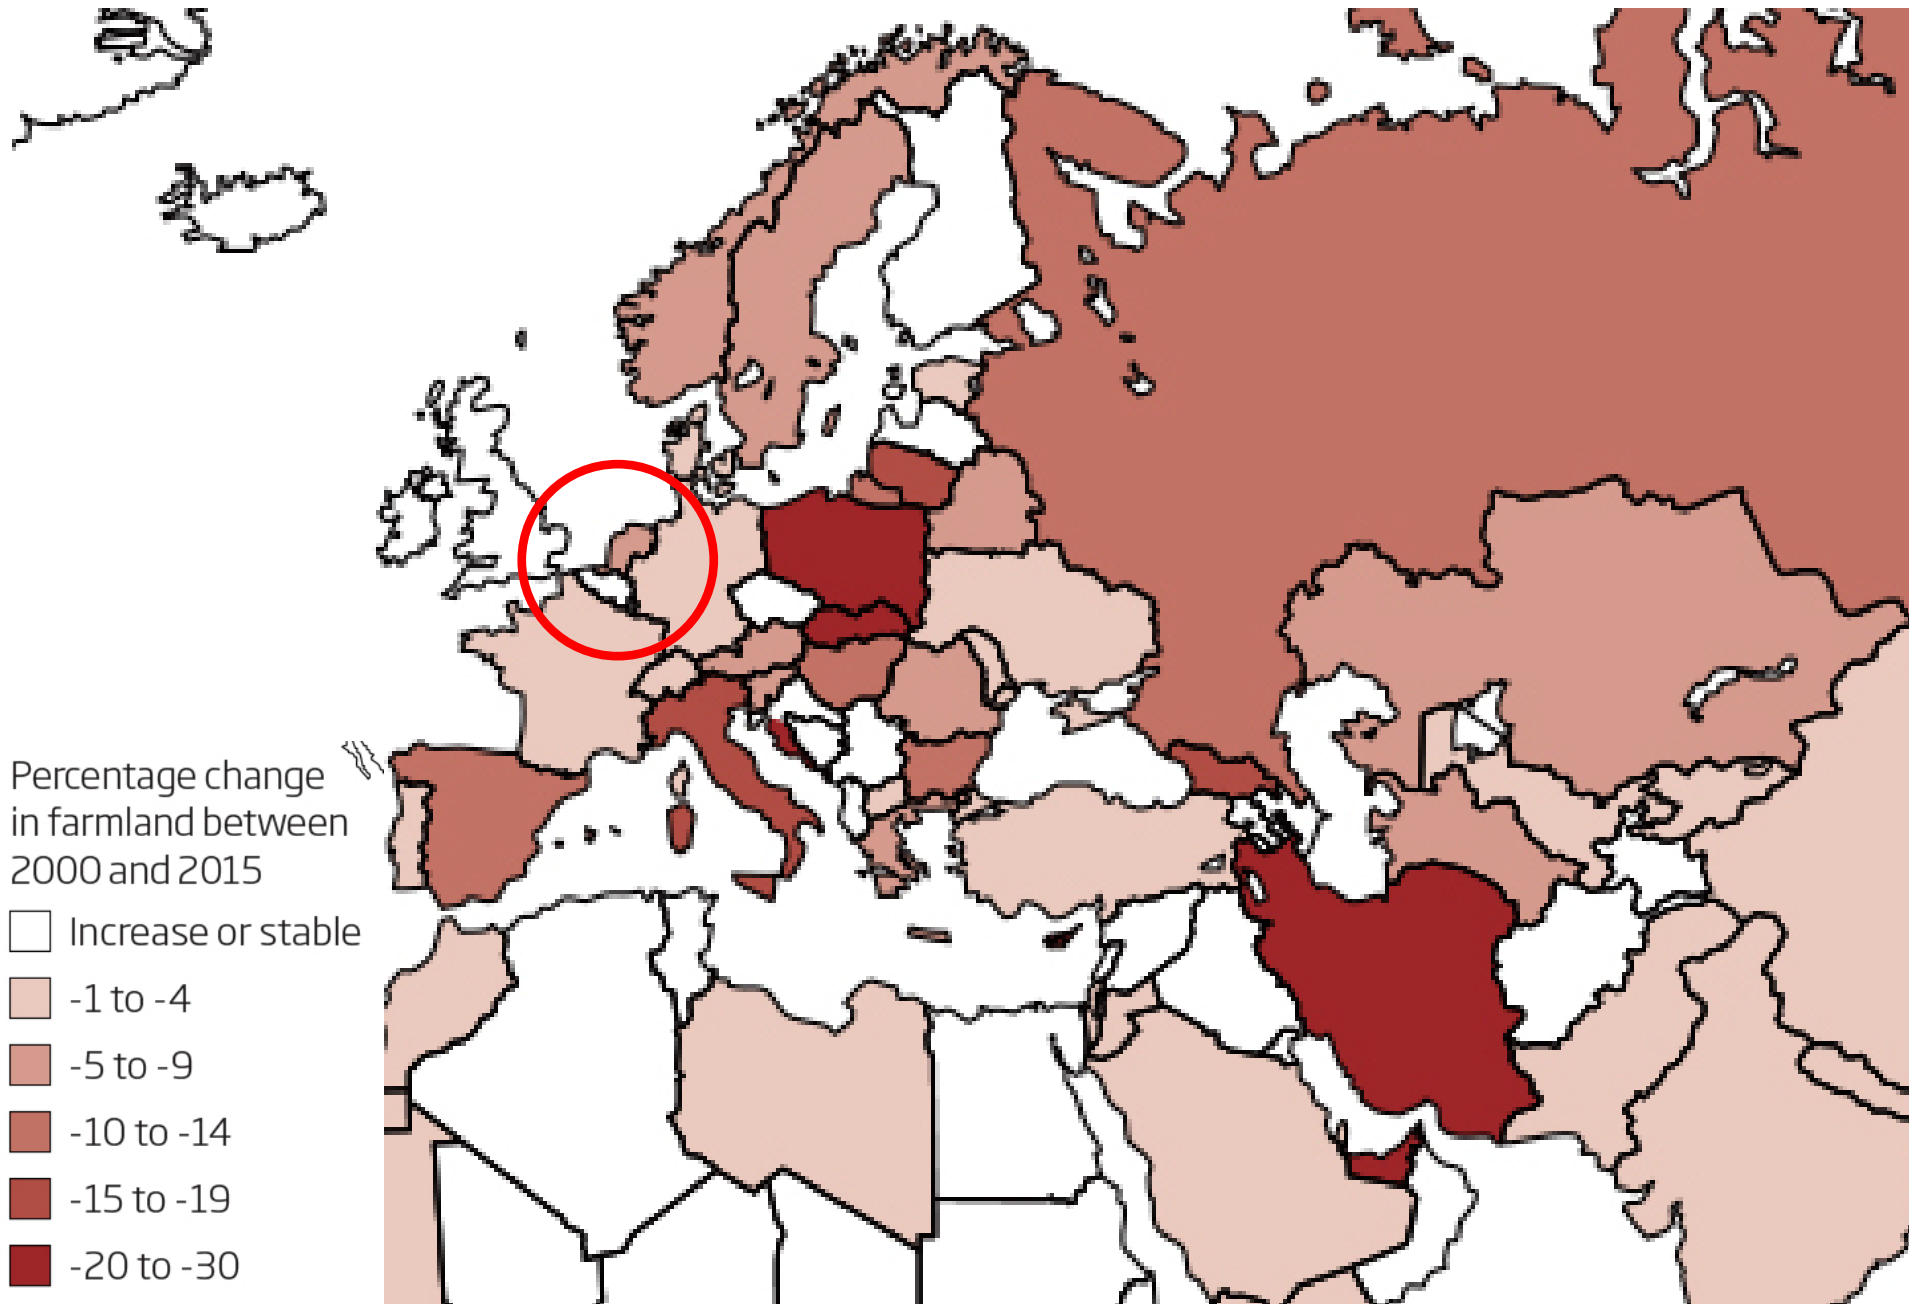 Percentage change
in farmland between
2000 and 2015
Increase or stable
-1 to -4
-5 to -9
-10 to -14
-15 to -19
-20 to -30